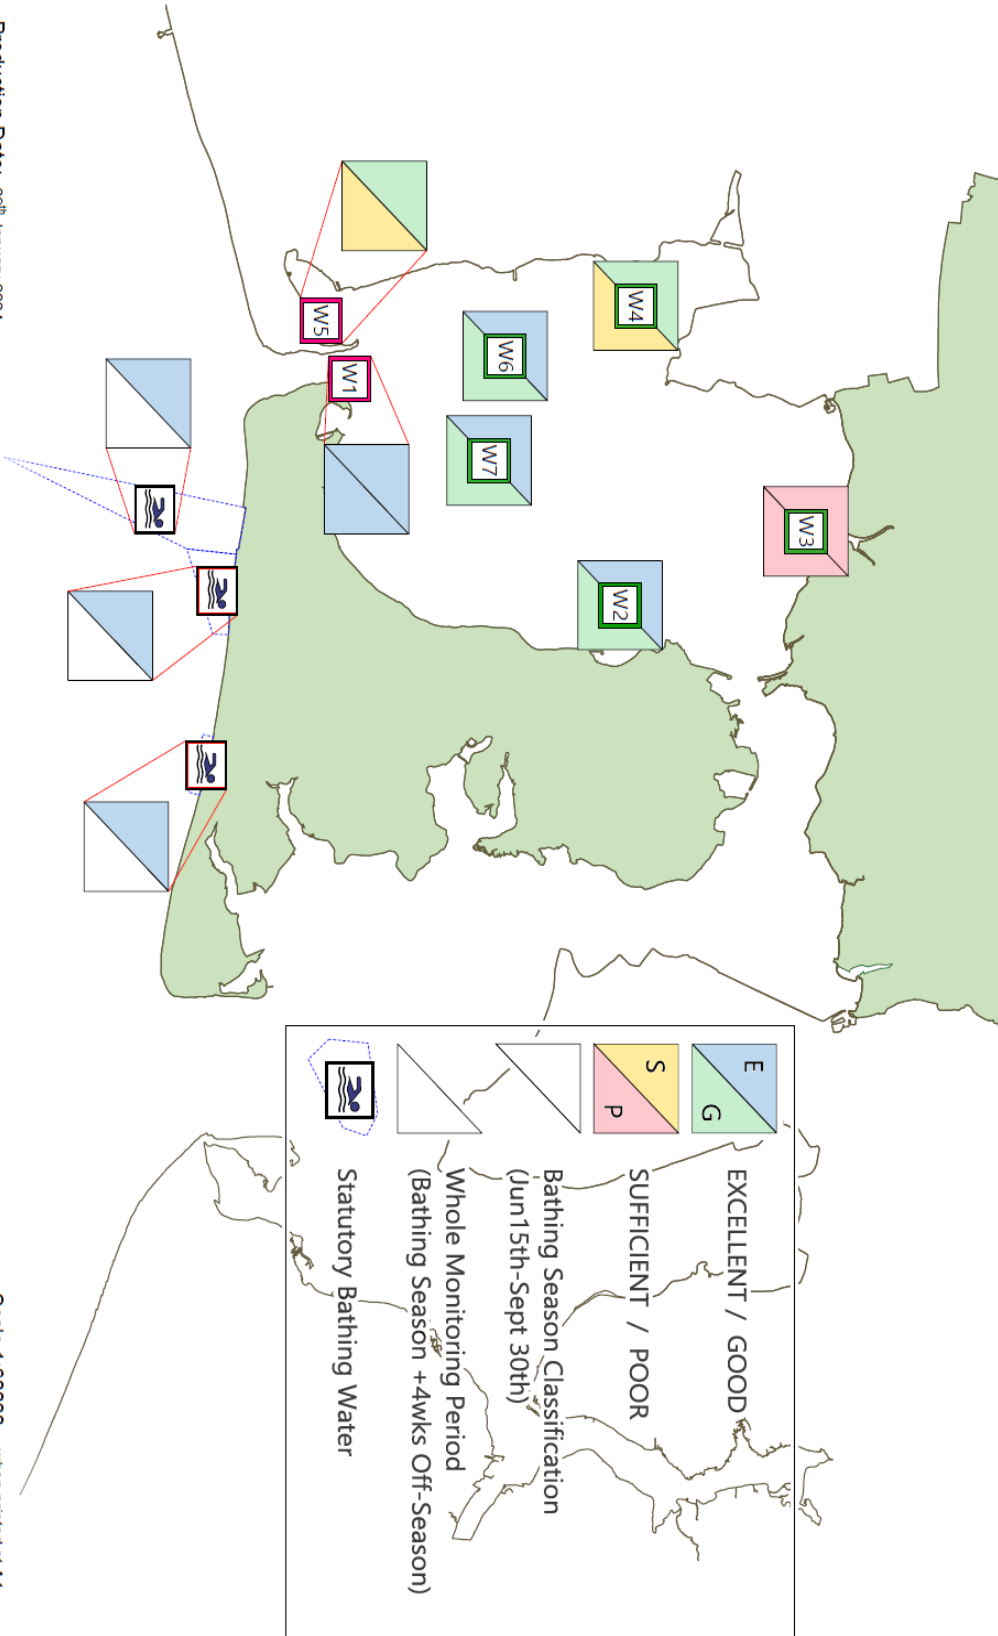 W5
W1
W4
W6
W7
W3
W2
E
G
EXCELLENT / GOOD
S
P
SUFFICIENT / POOR
Bathing Season Classification
(Jun15th-Sept 30th)
Whole Monitoring Period
(Bathing Season +4wks Off-Season)
Statutory Bathing Water